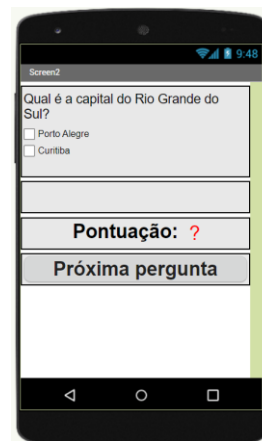 9:48
Screen2
Qual é a capital do Rio Grande do
Sul?
Porto Alegre
Curitiba
Pontuação: ?
Próxima pergunta